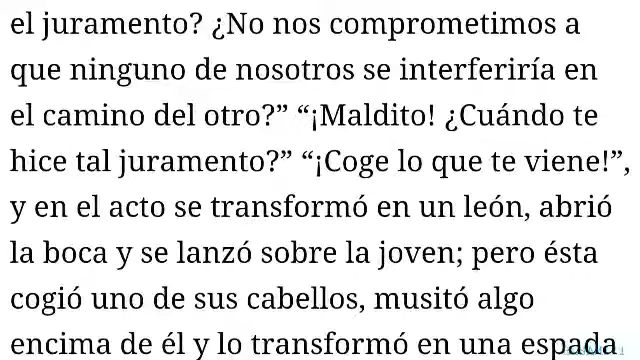 el juramento? ¿No nos comprometimos a
que ninguno de nosotros se interferiría en
el camino del otro?” “¡Maldito! ¿Cuándo te
hice tal juramento?” “¡Coge lo que te viene!”,
y en el acto se transformó en un león, abrió
la boca y se lanzó sobre la joven; pero ésta
cogió uno de sus cabellos, musitó algo
encima de él y lo transformó en una espada